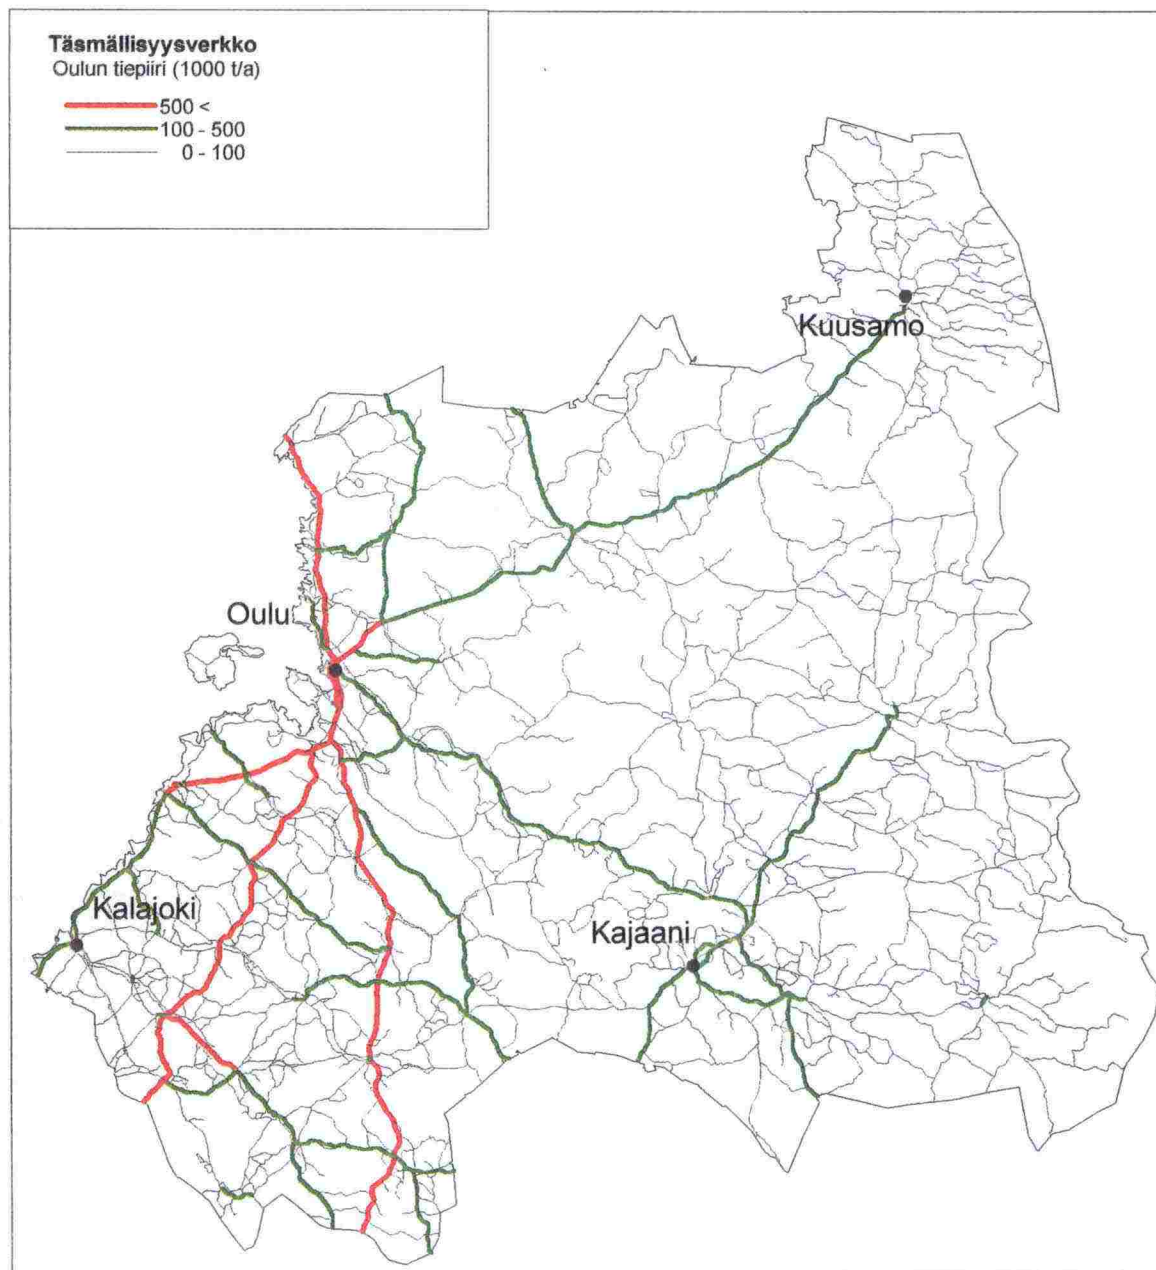 Täsmällisyysverkko
Oulun tiepiiri (1000 t/a)
500 <
100 - 500
0 - 100
Kuusamo
Oulu
Kalajoki
Kajaani